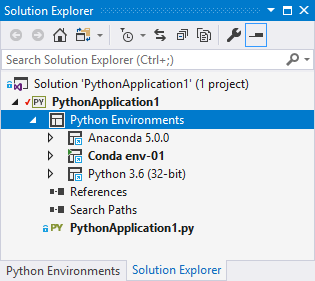 Solution Explorer
Search Solution Explorer (Ctrl+;)
Solution 'PythonApplication1' (1 project)
PY PythonApplication1
Python Environments
Anaconda 5.0.0
Conda env-01
Python 3.6 (32-bit)
References
Search Paths
PY PythonApplication1.py
Python Environments Solution Explorer